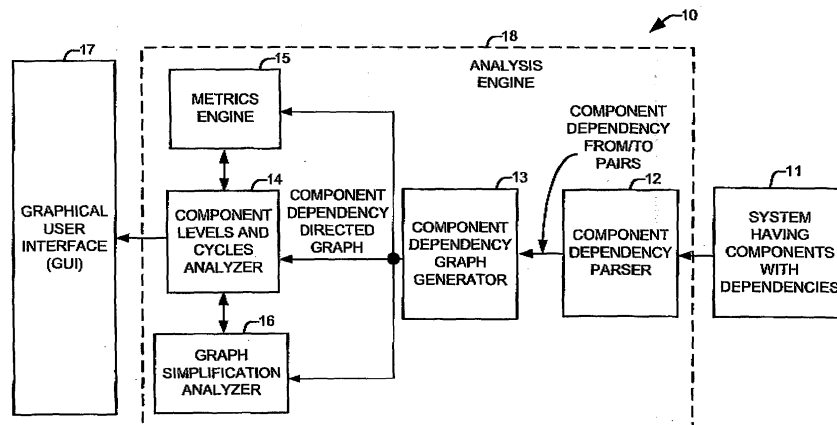 10
17
18
15
ANALYSIS
ENGINE
METRICS
ENGINE
COMPONENT
DEPENDENCY
FROM/TO
PAIRS
14
COMPONENT
DEPENDENCY
DIRECTED
GRAPH
13
12
11
GRAPHICAL
USER
INTERFACE
(GUI)
COMPONENT
LEVELS AND
CYCLES
ANALYZER
COMPONENT
DEPENDENCY
GRAPH
GENERATOR
COMPONENT
DEPENDENCY
PARSER
SYSTEM
HAVING
COMPONENTS
WITH
DEPENDENCIES
16
GRAPH
SIMPLIFICATION
ANALYZER